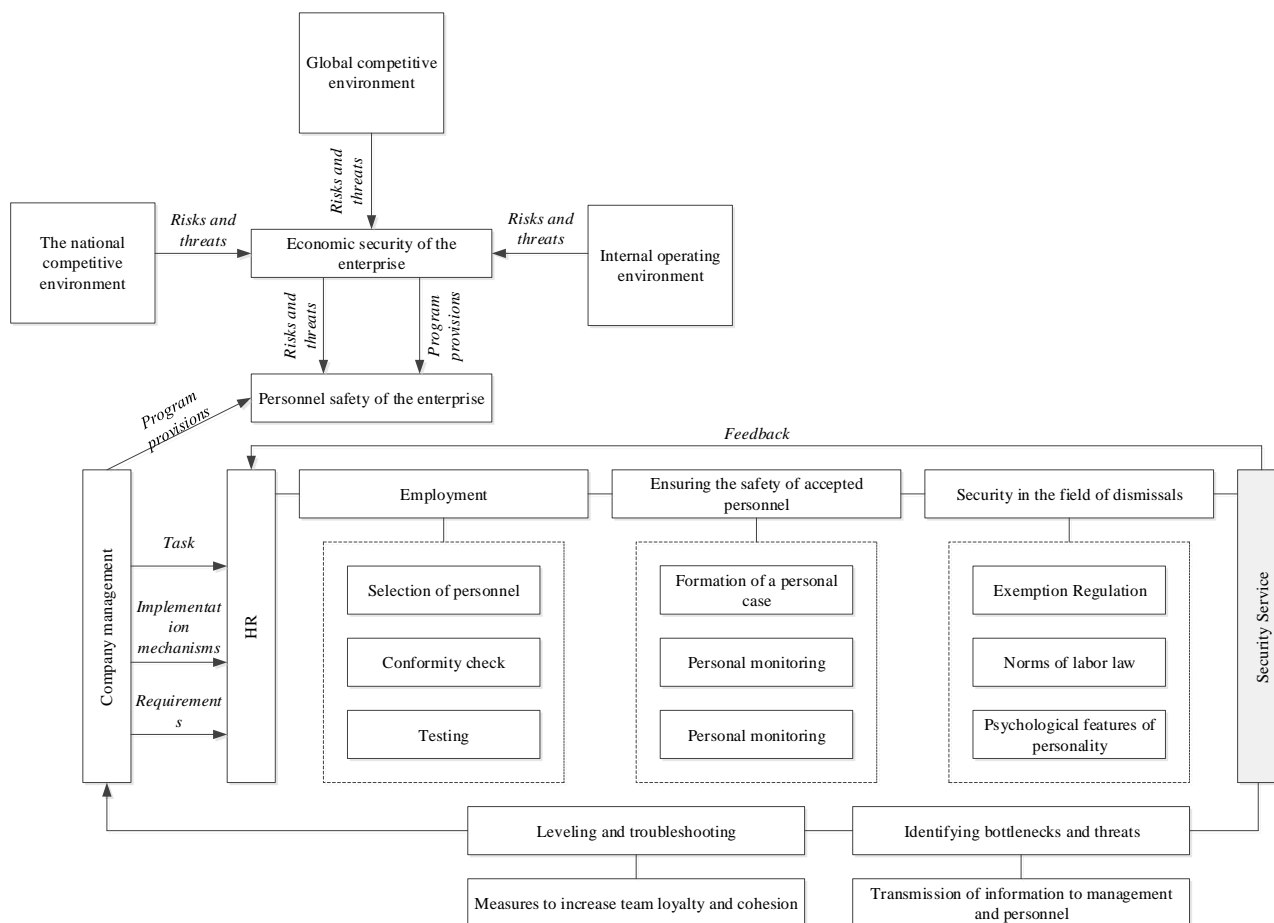 Global competitive
environment
Risks and
threats
The national
competitive
environment
Risks and
threats
Economic security of the
enterprise
Risks and
threats
Internal operating
environment
Risks and
threats
Program
provisions
Personnel safety of the enterprise
Program
provisions
Feedback
Company management
Task
Implementat
ion
mechanisms
Requirement
s
HR
Employment
Selection of personnel
Conformity check
Testing
Ensuring the safety of accepted
personnel
Formation of a personal
case
Personal monitoring
Personal monitoring
Security in the field of dismissals
Exemption Regulation
Norms of labor law
Psychological features of
personality
Security Service
Leveling and troubleshooting
Identifying bottlenecks and threats
Measures to increase team loyalty and cohesion
Transmission of information to management
and personnel